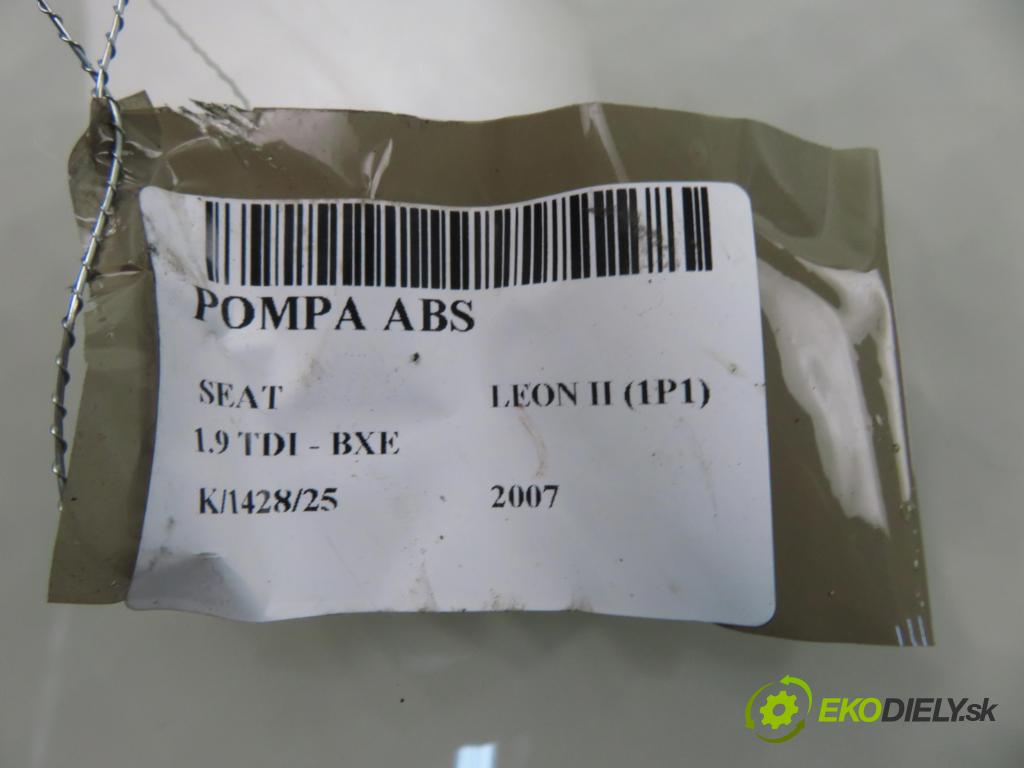 POMPA ABS
SEAT LEON II (1P1)
1.9 TDI - BXE
K/1428/25 2007
EKODIELY.sk